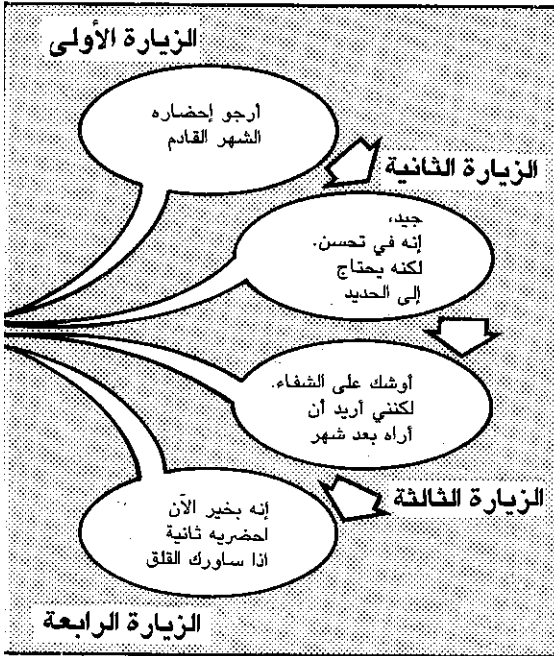 الزيارة الأولى
أرجو إحضاره
الشهر القادم
الزيارة الثانية
جيد،
إنه في تحسن.
لكنه يحتاج
إلى الحديد
أوشك على الشفاء.
لكنني أريد أن
أراه بعد شهر
الزيارة الثالثة
إنه بخير الآن
احضريه ثانية
اذا ساورك القلق
الزيارة الرابعة